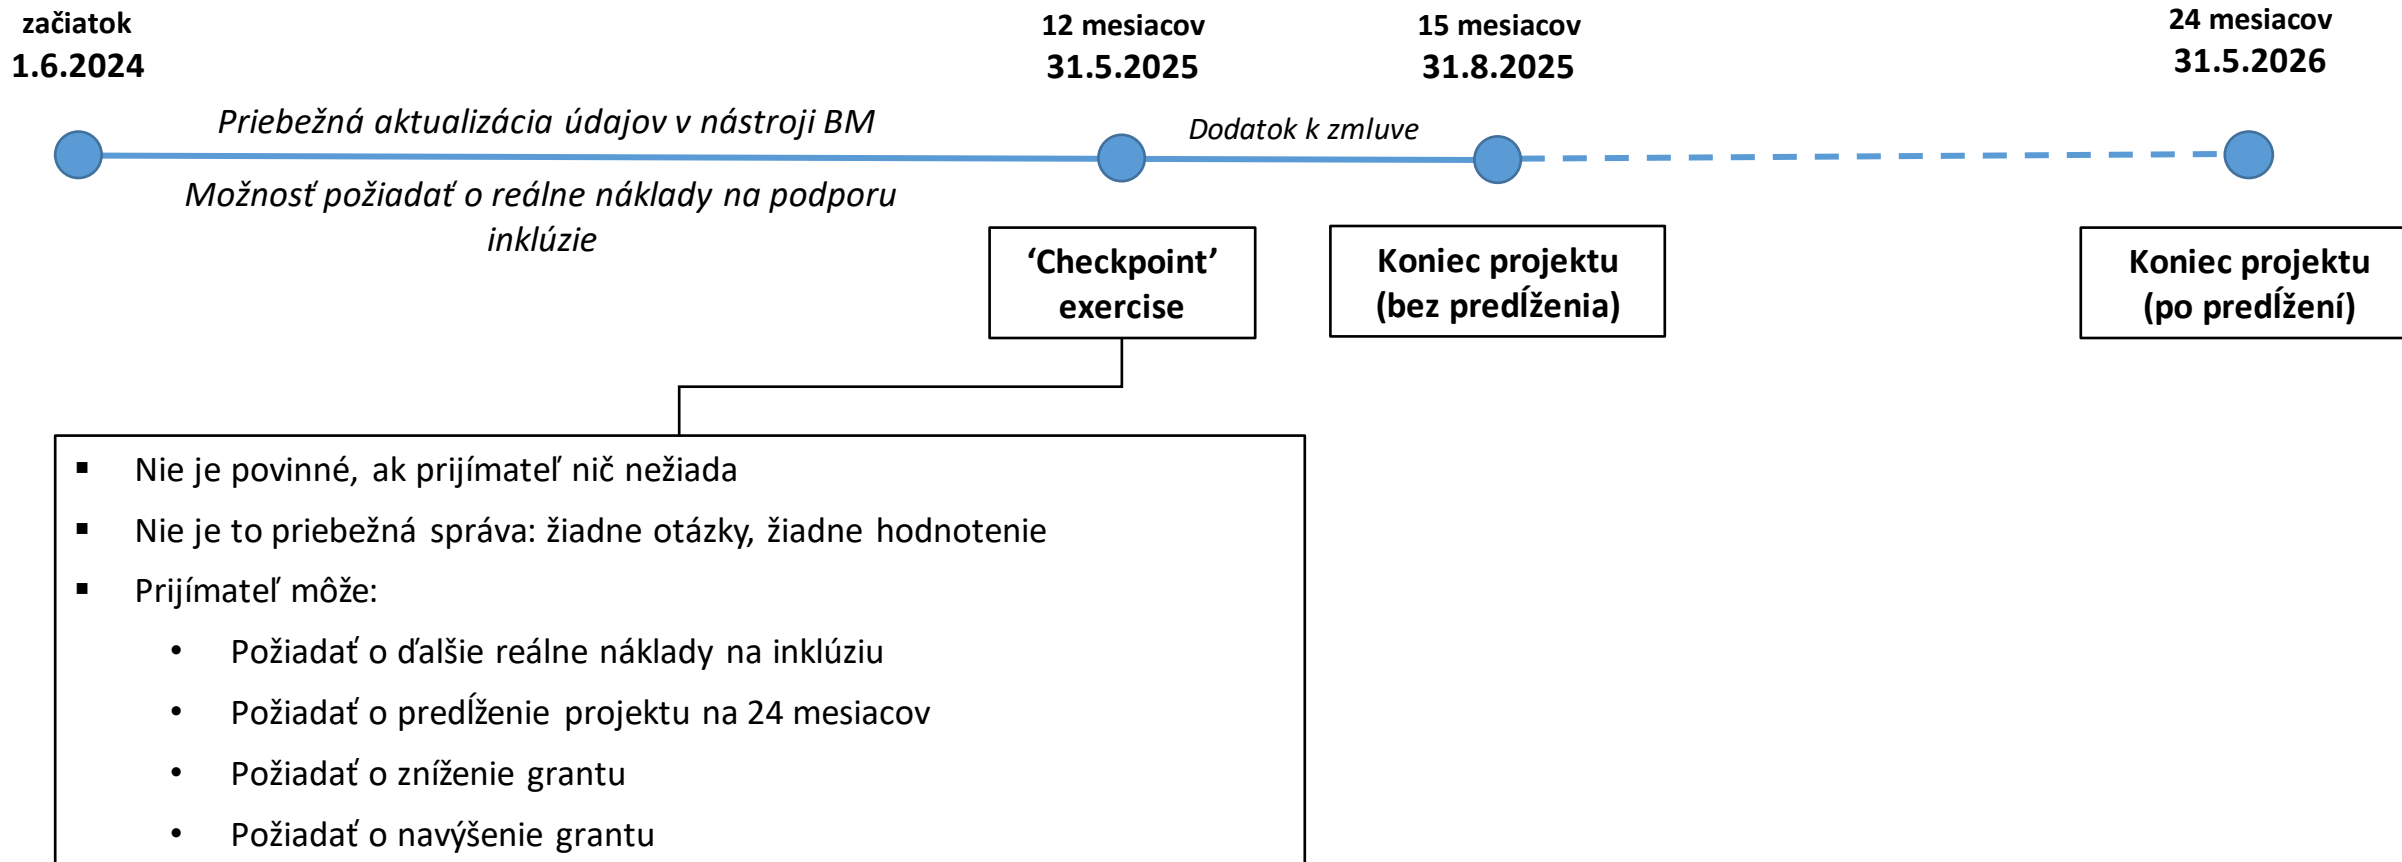 začiatok
1.6.2024
12 mesiacov
31.5.2025
15 mesiacov
31.8.2025
24 mesiacov
31.5.2026
Priebežná aktualizácia údajov v nástroji BM
Dodatok k zmluve
Možnosť požiadať o reálne náklady na podporu
inklúzie
‘Checkpoint’
exercise
Koniec projektu
(bez predĺženia)
Koniec projektu
(po predĺžení)
▪ Nie je povinné, ak prijímateľ nič nežiada
▪ Nie je to priebežná správa: žiadne otázky, žiadne hodnotenie
▪ Prijímateľ môže:
• Požiadať o ďalšie reálne náklady na inklúziu
• Požiadať o predĺženie projektu na 24 mesiacov
• Požiadať o zníženie grantu
• Požiadať o navýšenie grantu